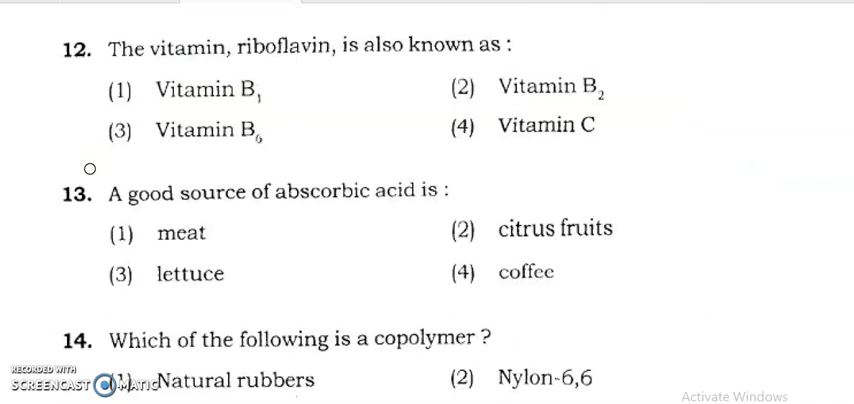 12. The vitamin, riboflavin, is also known as :
(1) Vitamin B₁ (2) Vitamin B₂
(3) Vitamin B₆ (4) Vitamin C
13. A good source of abscorbic acid is :
(1) meat (2) citrus fruits
(3) lettuce (4) coffee
14. Which of the following is a copolymer ?
RECORDED WITH
SCREENCAST-O-MATIC
(1) Natural rubbers (2) Nylon-6,6
Activate Windows